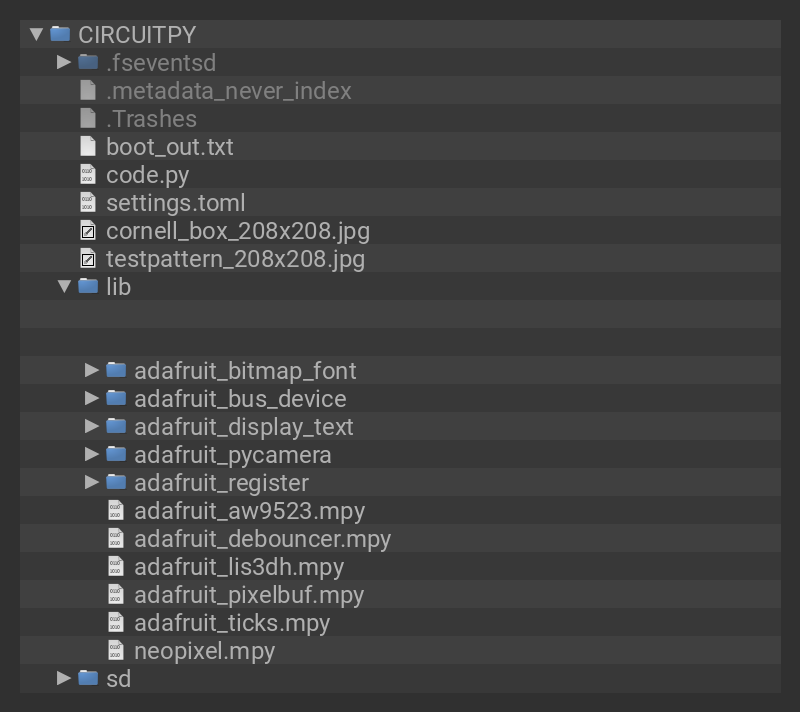 CIRCUITPY
.fseventsd
.metadata_never_index
.Trashes
boot_out.txt
code.py
settings.toml
cornell_box_208x208.jpg
testpattern_208x208.jpg
lib
adafruit_bitmap_font
adafruit_bus_device
adafruit_display_text
adafruit_pycamera
adafruit_register
adafruit_aw9523.mpy
adafruit_debouncer.mpy
adafruit_lis3dh.mpy
adafruit_pixelbuf.mpy
adafruit_ticks.mpy
neopixel.mpy
sd